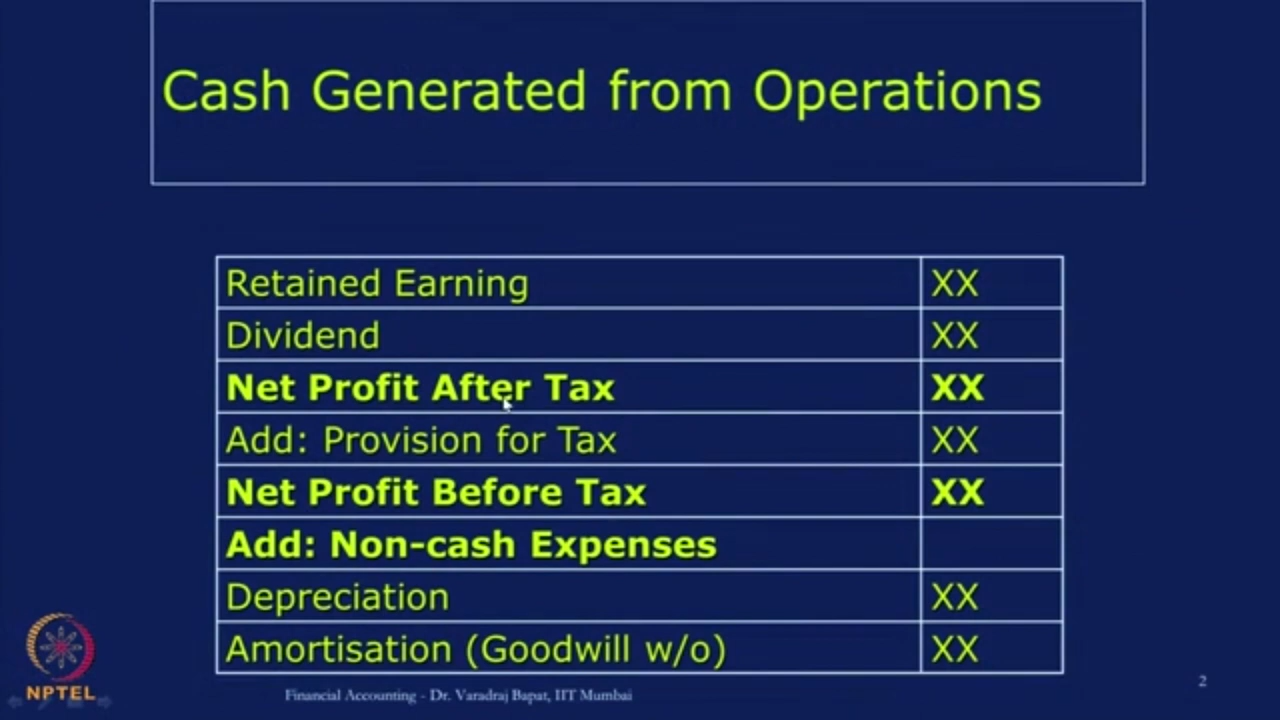 Cash Generated from Operations
Retained Earning XX
Dividend XX
Net Profit After Tax XX
Add: Provision for Tax XX
Net Profit Before Tax XX
Add: Non-cash Expenses
Depreciation XX
Amortisation (Goodwill w/o) XX
NPTEL
Financial Accounting - Dr. Varadraj Bapat, IIT Mumbai
2